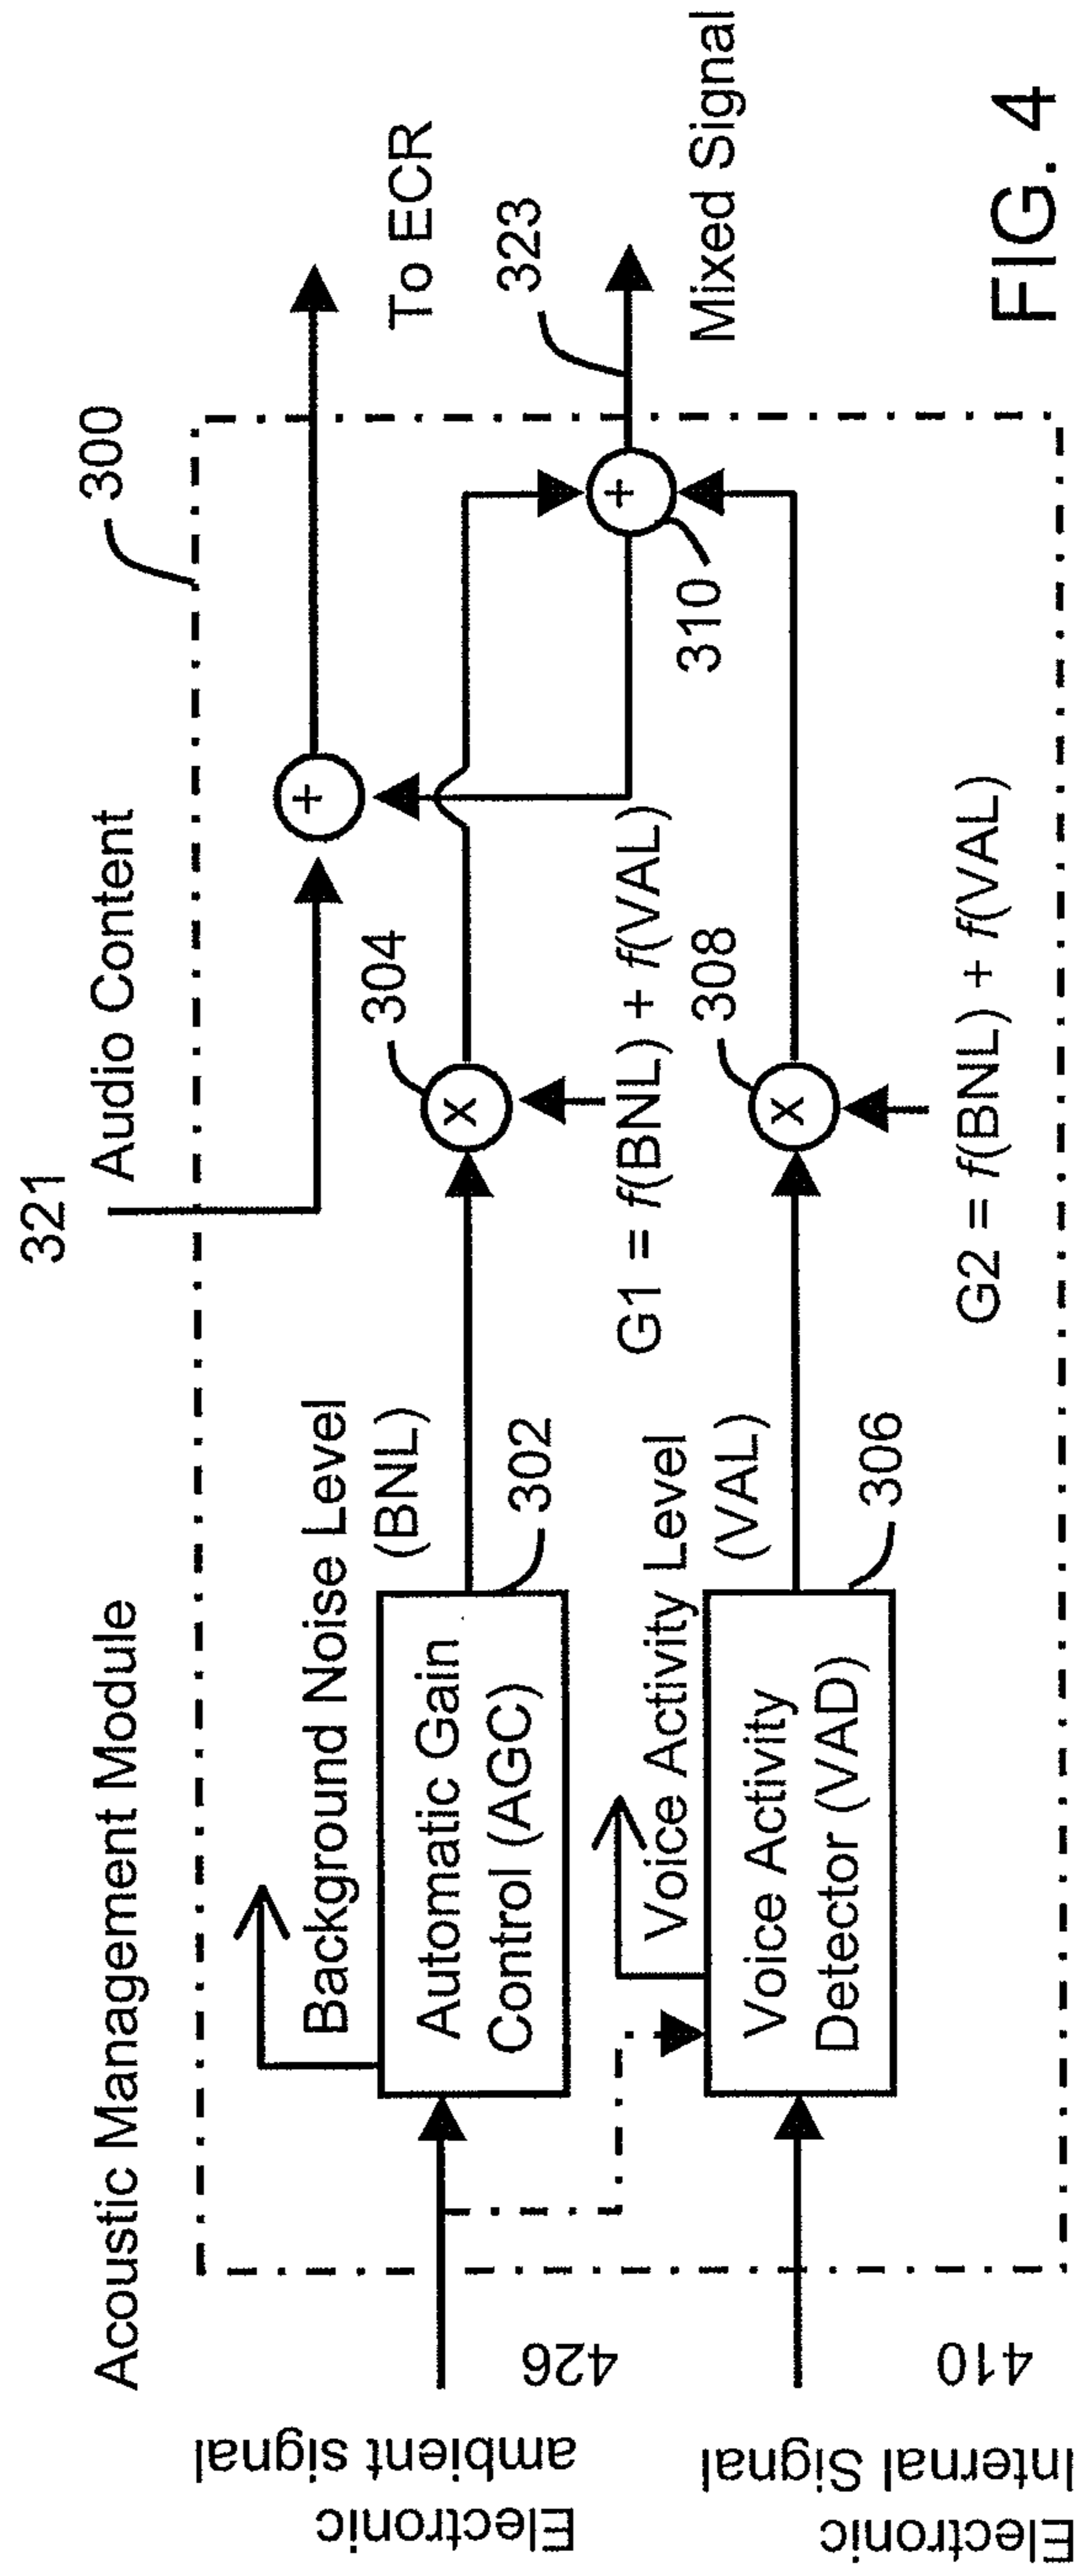 Acoustic Management Module
321
Audio Content
300
To ECR
Background Noise Level
(BNL)
302
Automatic Gain
Control (AGC)
304
x
+
G1 = f(BNL) + f(VAL)
Electronic
ambient signal
426
Voice Activity Level
(VAL)
306
Voice Activity
Detector (VAD)
308
x
G2 = f(BNL) + f(VAL)
310
+
323
Mixed Signal
Electronic
Internal Signal
410
FIG. 4